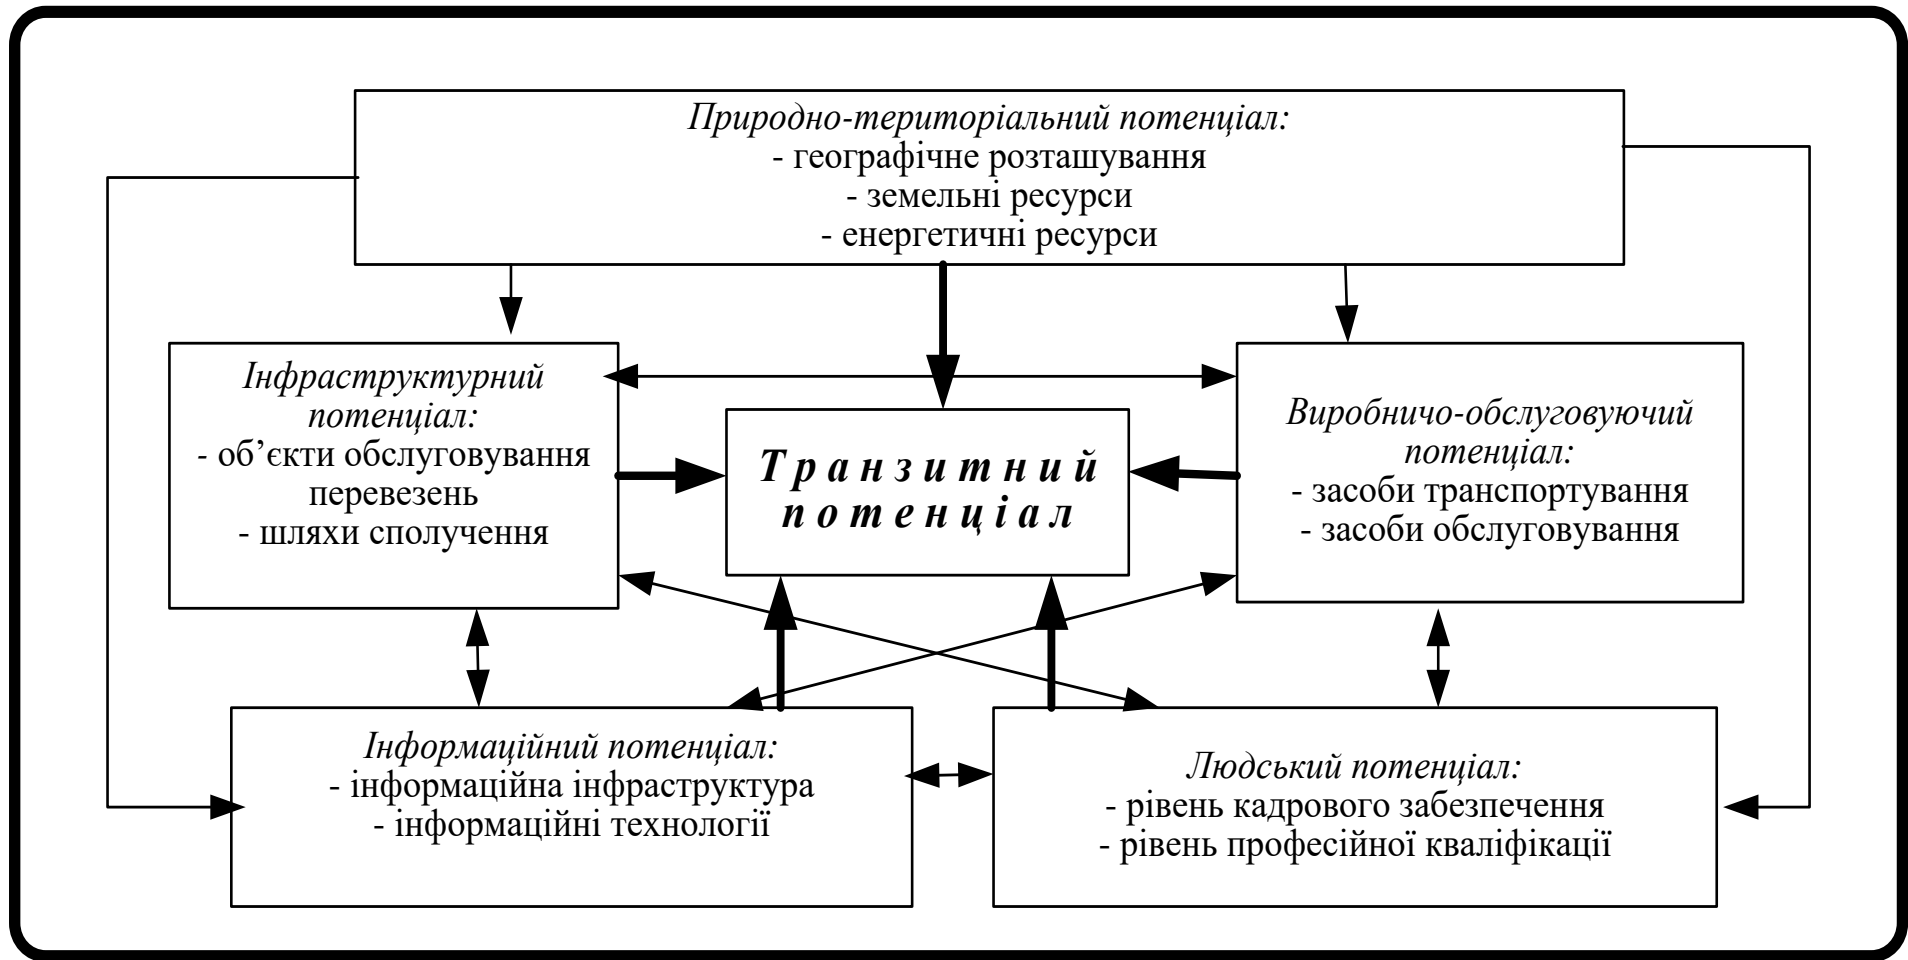 Природно-територіальний потенціал:
- географічне розташування
- земельні ресурси
- енергетичні ресурси
Інфраструктурний
потенціал:
- об’єкти обслуговування
перевезень
- шляхи сполучення
Транзитний
потенціал
Виробничо-обслуговуючий
потенціал:
- засоби транспортування
- засоби обслуговування
Інформаційний потенціал:
- інформаційна інфраструктура
- інформаційні технології
Людський потенціал:
- рівень кадрового забезпечення
- рівень професійної кваліфікації